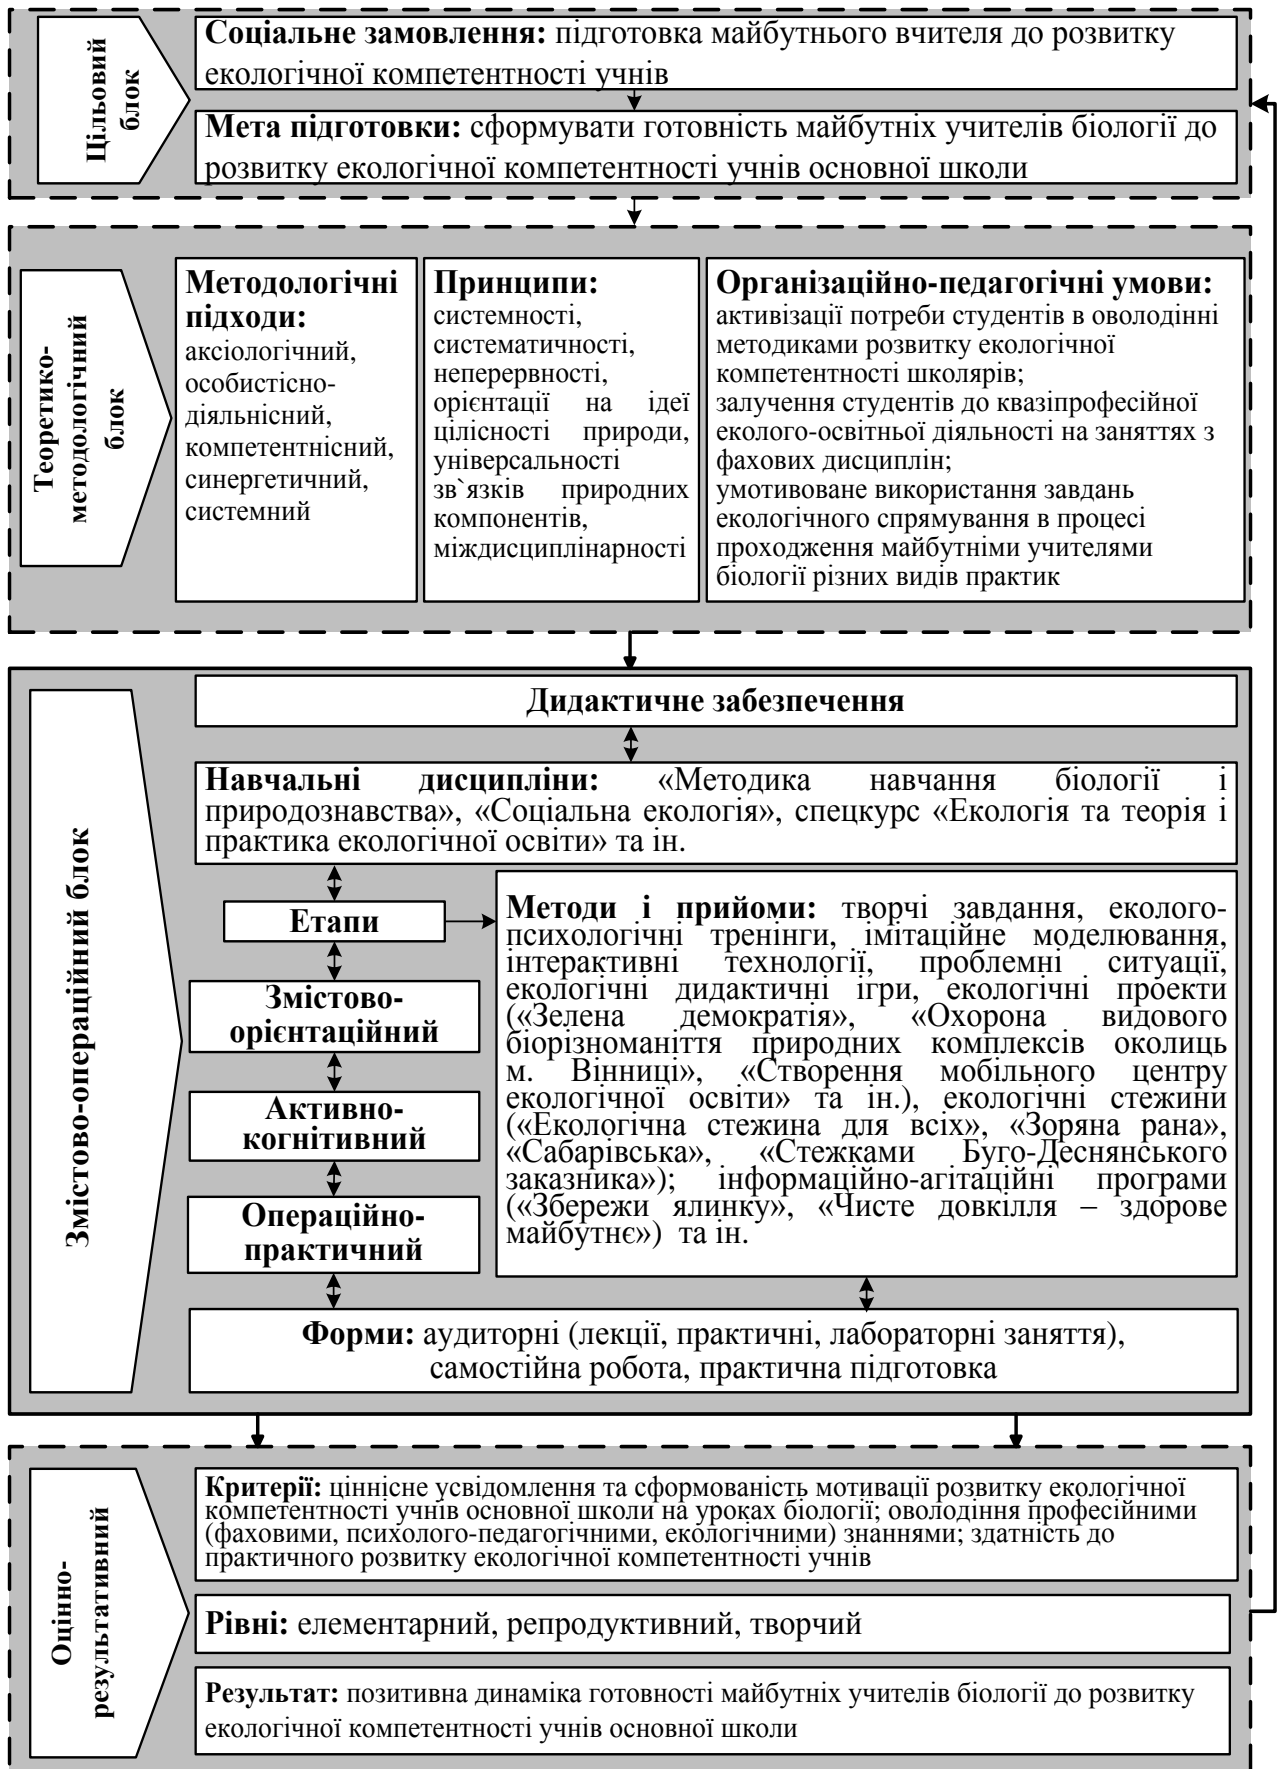 Цільовий
блок
Соціальне замовлення: підготовка майбутнього вчителя до розвитку
екологічної компетентності учнів
Мета підготовки: сформувати готовність майбутніх учителів біології до
розвитку екологічної компетентності учнів основної школи
Теоретико-
методологічний
блок
Методологічні
підходи:
аксіологічний,
особистісно-
діяльнісний,
компетентнісний,
синергетичний,
системний
Принципи:
системності,
систематичності,
неперервності,
орієнтації на ідеї
цілісності природи,
універсальності
зв`язків природних
компонентів,
міждисциплінарності
Організаційно-педагогічні умови:
активізації потреби студентів в оволодінні
методиками розвитку екологічної
компетентності школярів;
залучення студентів до квазіпрофесійної
еколого-освітньої діяльності на заняттях з
фахових дисциплін;
умотивоване використання завдань
екологічного спрямування в процесі
проходження майбутніми учителями
біології різних видів практик
Змістово-операційний блок
Дидактичне забезпечення
Навчальні дисципліни: «Методика навчання біології і
природознавства», «Соціальна екологія», спецкурс «Екологія та теорія і
практика екологічної освіти» та ін.
Етапи
Змістово-
орієнтаційний
Активно-
когнітивний
Операційно-
практичний
Методи і прийоми: творчі завдання, еколого-
психологічні тренінги, імітаційне моделювання,
інтерактивні технології, проблемні ситуації,
екологічні дидактичні ігри, екологічні проекти
(«Зелена демократія», «Охорона видового
біорізноманіття природних комплексів околиць
м. Вінниці», «Створення мобільного центру
екологічної освіти» та ін.), екологічні стежини
(«Екологічна стежина для всіх», «Зоряна рана»,
«Сабарівська», «Стежками Буго-Деснянського
заказника»); інформаційно-агітаційні програми
(«Збережи ялинку», «Чисте довкілля – здорове
майбутнє») та ін.
Форми: аудиторні (лекції, практичні, лабораторні заняття),
самостійна робота, практична підготовка
Оцінно-
результативний
Критерії: ціннісне усвідомлення та сформованість мотивації розвитку екологічної
компетентності учнів основної школи на уроках біології; оволодіння професійними
(фаховими, психолого-педагогічними, екологічними) знаннями; здатність до
практичного розвитку екологічної компетентності учнів
Рівні: елементарний, репродуктивний, творчий
Результат: позитивна динаміка готовності майбутніх учителів біології до розвитку
екологічної компетентності учнів основної школи